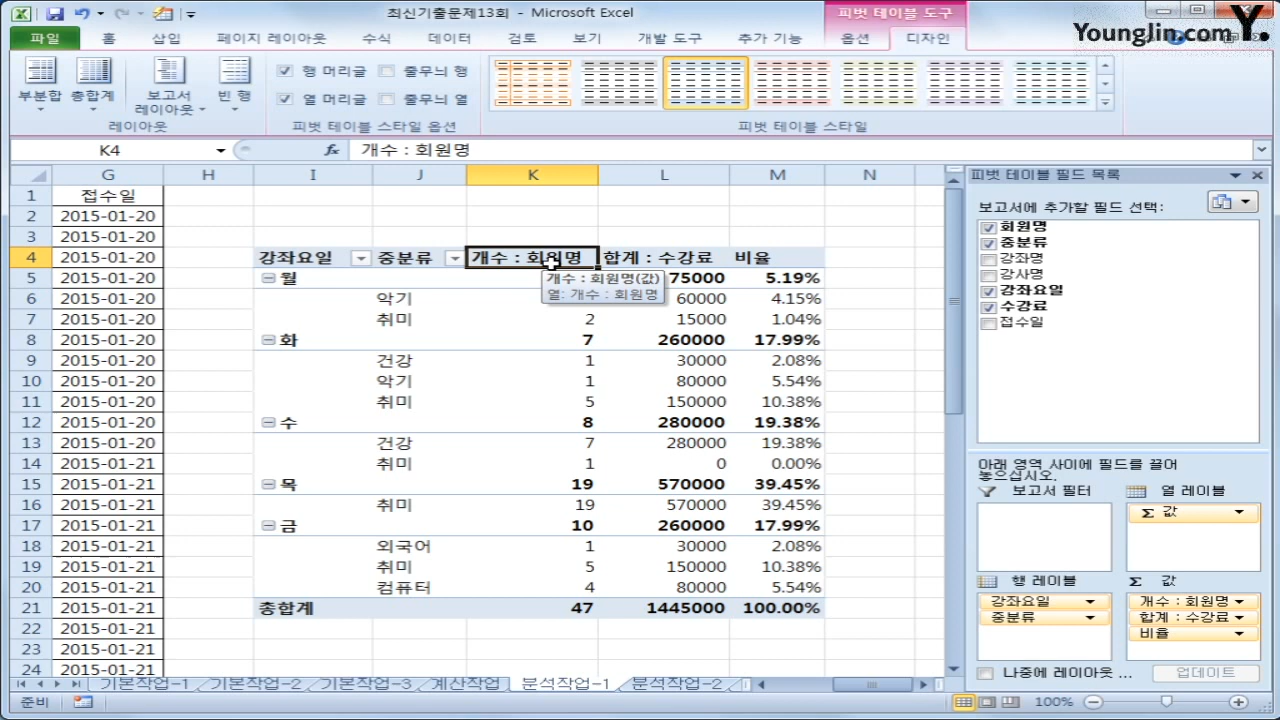 최신기출문제13회 - Microsoft Excel
피벗 테이블 도구
Younglin.com Y.
파일 홈 삽입 페이지 레이아웃 수식 데이터 검토 보기 개발 도구 추가 기능 옵션 디자인
부분합 총합계 보고서 레이아웃 빈 행
행 머리글 줄무늬 행
열 머리글 줄무늬 열
레이아웃 피벗 테이블 스타일 옵션 피벗 테이블 스타일
K4 fx 개수 : 회원명
G H I J K L M N
1 접수일
2 2015-01-20
3 2015-01-20
4 2015-01-20 강좌요일 중분류 개수 : 회원명 합계 : 수강료 비율
5 2015-01-20 월 75000 5.19%
6 2015-01-20 악기 60000 4.15%
7 2015-01-20 취미 2 15000 1.04%
8 2015-01-20 화 7 260000 17.99%
9 2015-01-20 건강 1 30000 2.08%
10 2015-01-20 악기 1 80000 5.54%
11 2015-01-20 취미 5 150000 10.38%
12 2015-01-20 수 8 280000 19.38%
13 2015-01-20 건강 7 280000 19.38%
14 2015-01-21 취미 1 0 0.00%
15 2015-01-21 목 19 570000 39.45%
16 2015-01-21 취미 19 570000 39.45%
17 2015-01-21 금 10 260000 17.99%
18 2015-01-21 외국어 1 30000 2.08%
19 2015-01-21 취미 5 150000 10.38%
20 2015-01-21 컴퓨터 4 80000 5.54%
21 2015-01-21 총합계 47 1445000 100.00%
22 2015-01-21
23 2015-01-21
24 2015-01-21
개수 : 회원명(값)
열: 개수 : 회원명
피벗 테이블 필드 목록
보고서에 추가할 필드 선택:
회원명
중분류
강좌명
강사명
강좌요일
수강료
접수일
아래 영역 사이에 필드를 끌어
놓으십시오.
보고서 필터 열 레이블
Σ 값
행 레이블 Σ 값
강좌요일 개수 : 회원명
중분류 합계 : 수강료
비율
나중에 레이아웃 ... 업데이트
기본작업-1 기본작업-2 기본작업-3 계산작업 분석작업-1 분석작업-2
준비 100%